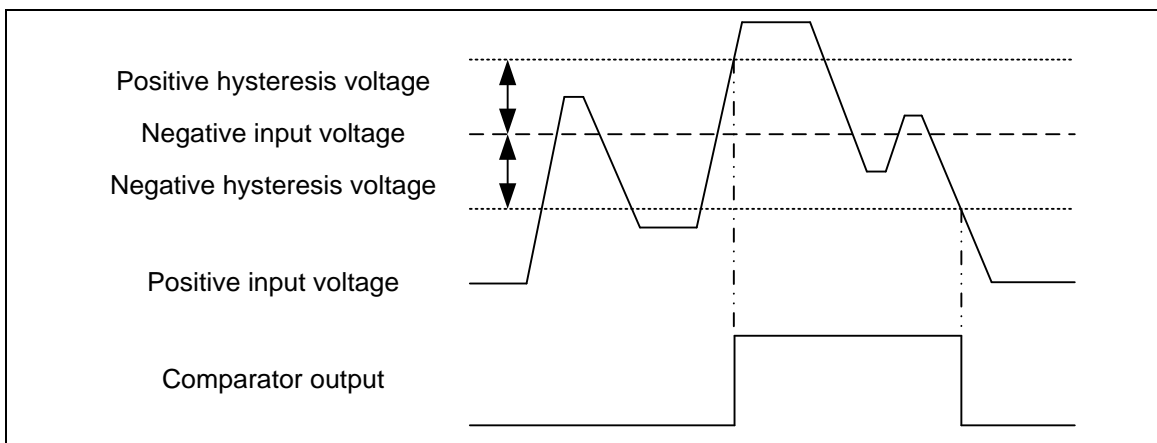 Positive hysteresis voltage
Negative input voltage
Negative hysteresis voltage
Positive input voltage
Comparator output